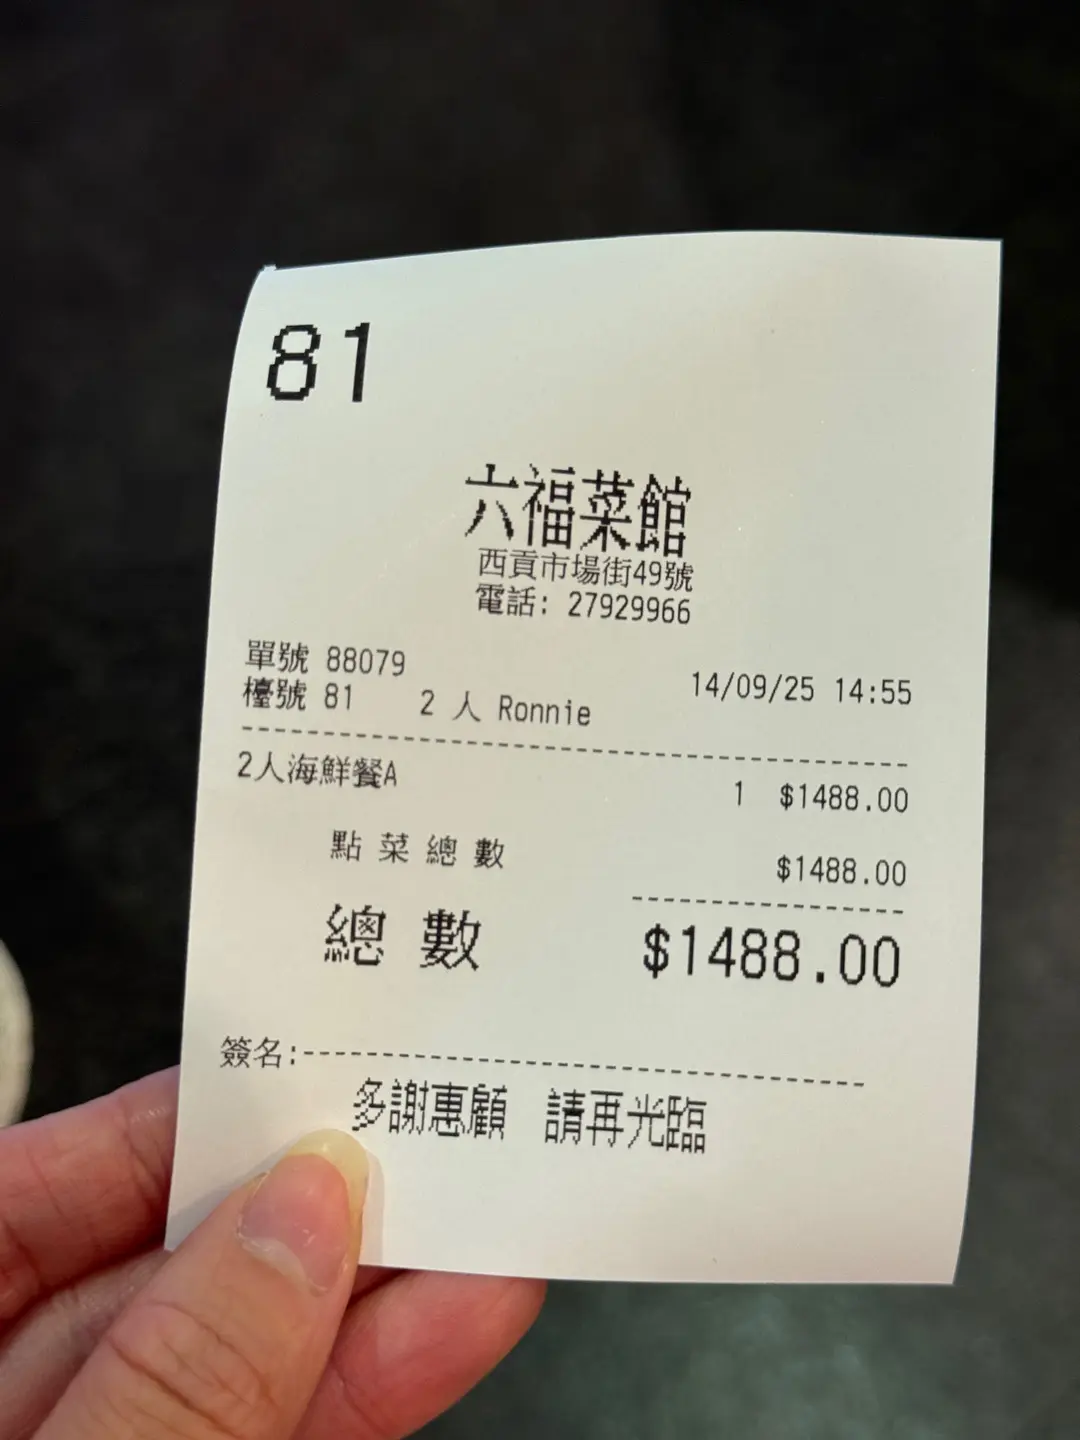 81
六福菜館
西貢市場街49號
電話: 27929966
單號 88079
檯號 81 2 人 Ronnie 14/09/25 14:55
2人海鮮餐A 1 $1488.00
點菜總數 $1488.00
總數 $1488.00
簽名:
多謝惠顧 請再光臨